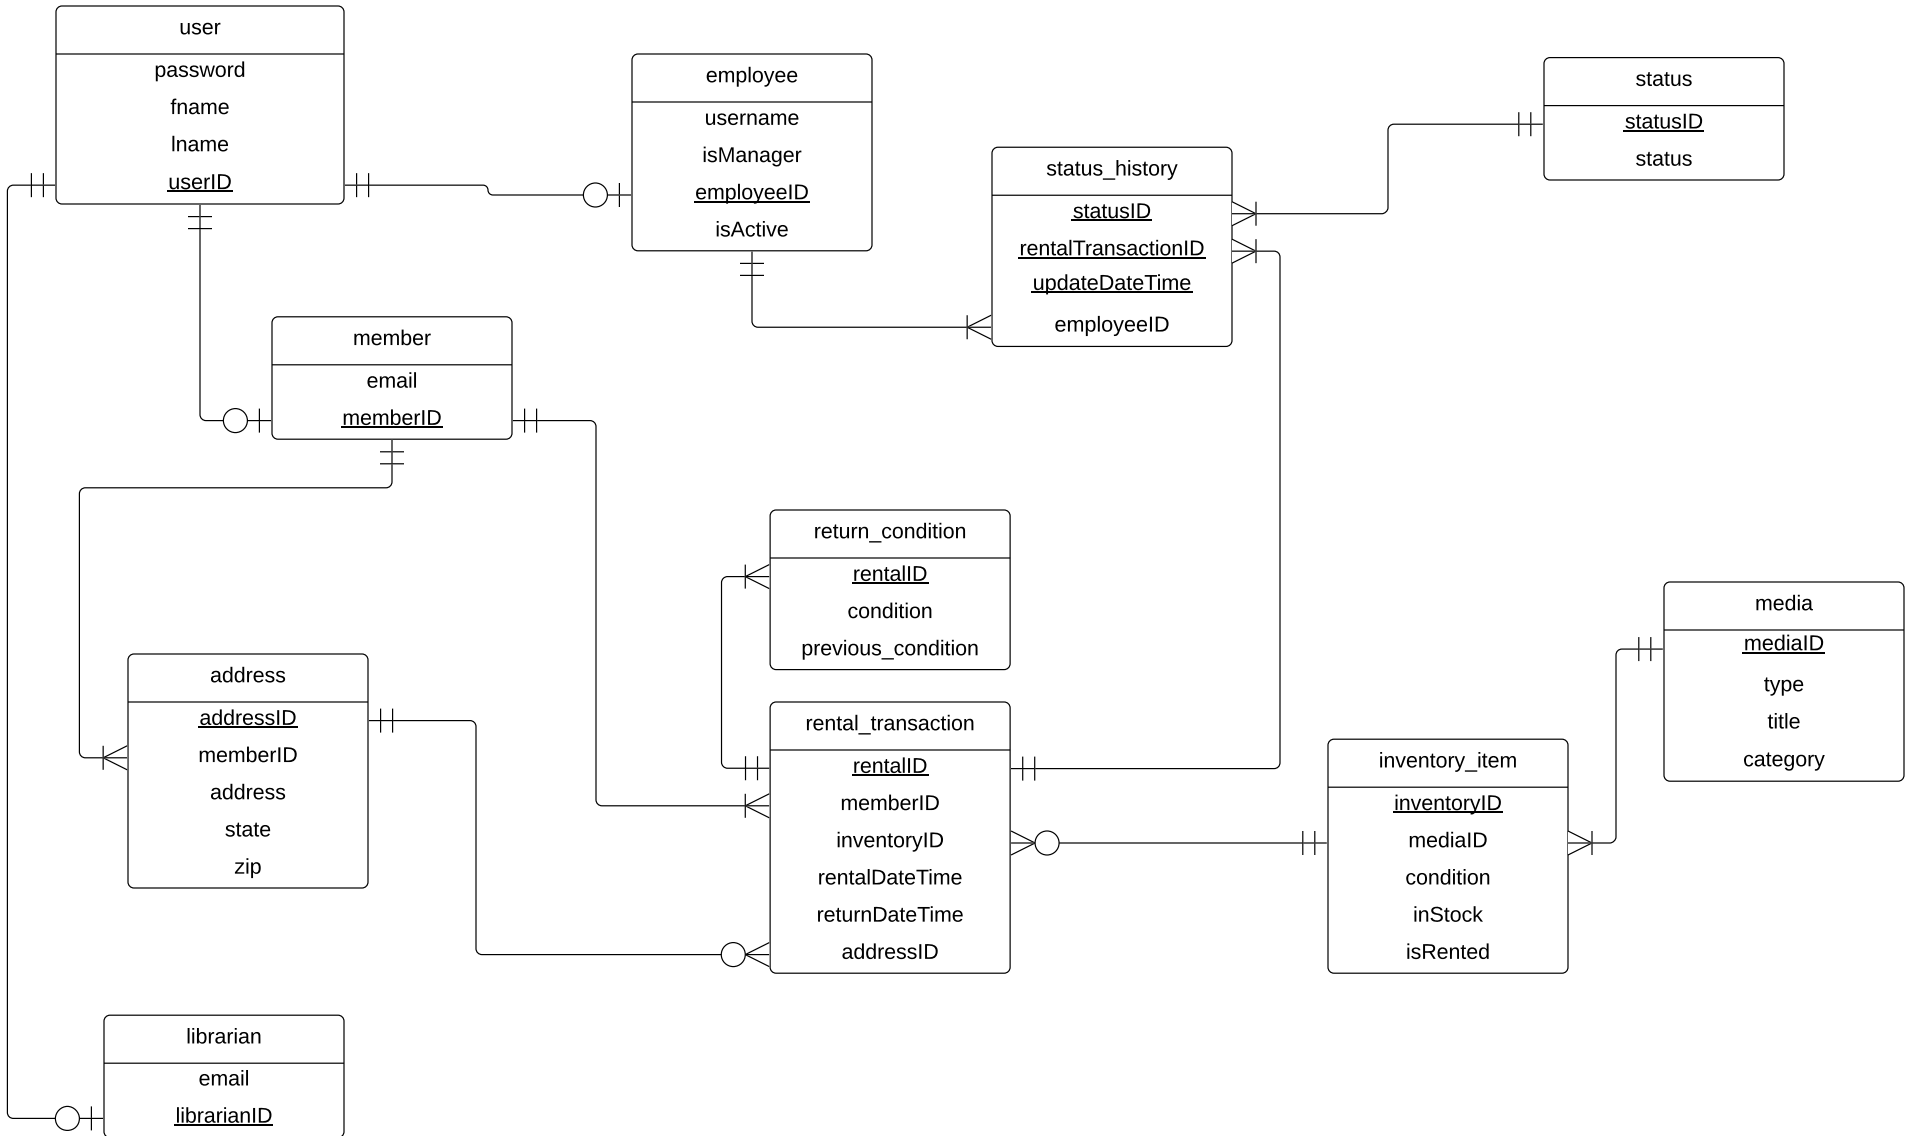 user
password
fname
lname
userID
employee
username
isManager
employeeID
isActive
status_history
statusID
rentalTransactionID
updateDateTime
employeeID
status
statusID
status
member
email
memberID
return_condition
rentalID
condition
previous_condition
address
addressID
memberID
address
state
zip
rental_transaction
rentalID
memberID
inventoryID
rentalDateTime
returnDateTime
addressID
inventory_item
inventoryID
mediaID
condition
inStock
isRented
media
mediaID
type
title
category
librarian
email
librarianID